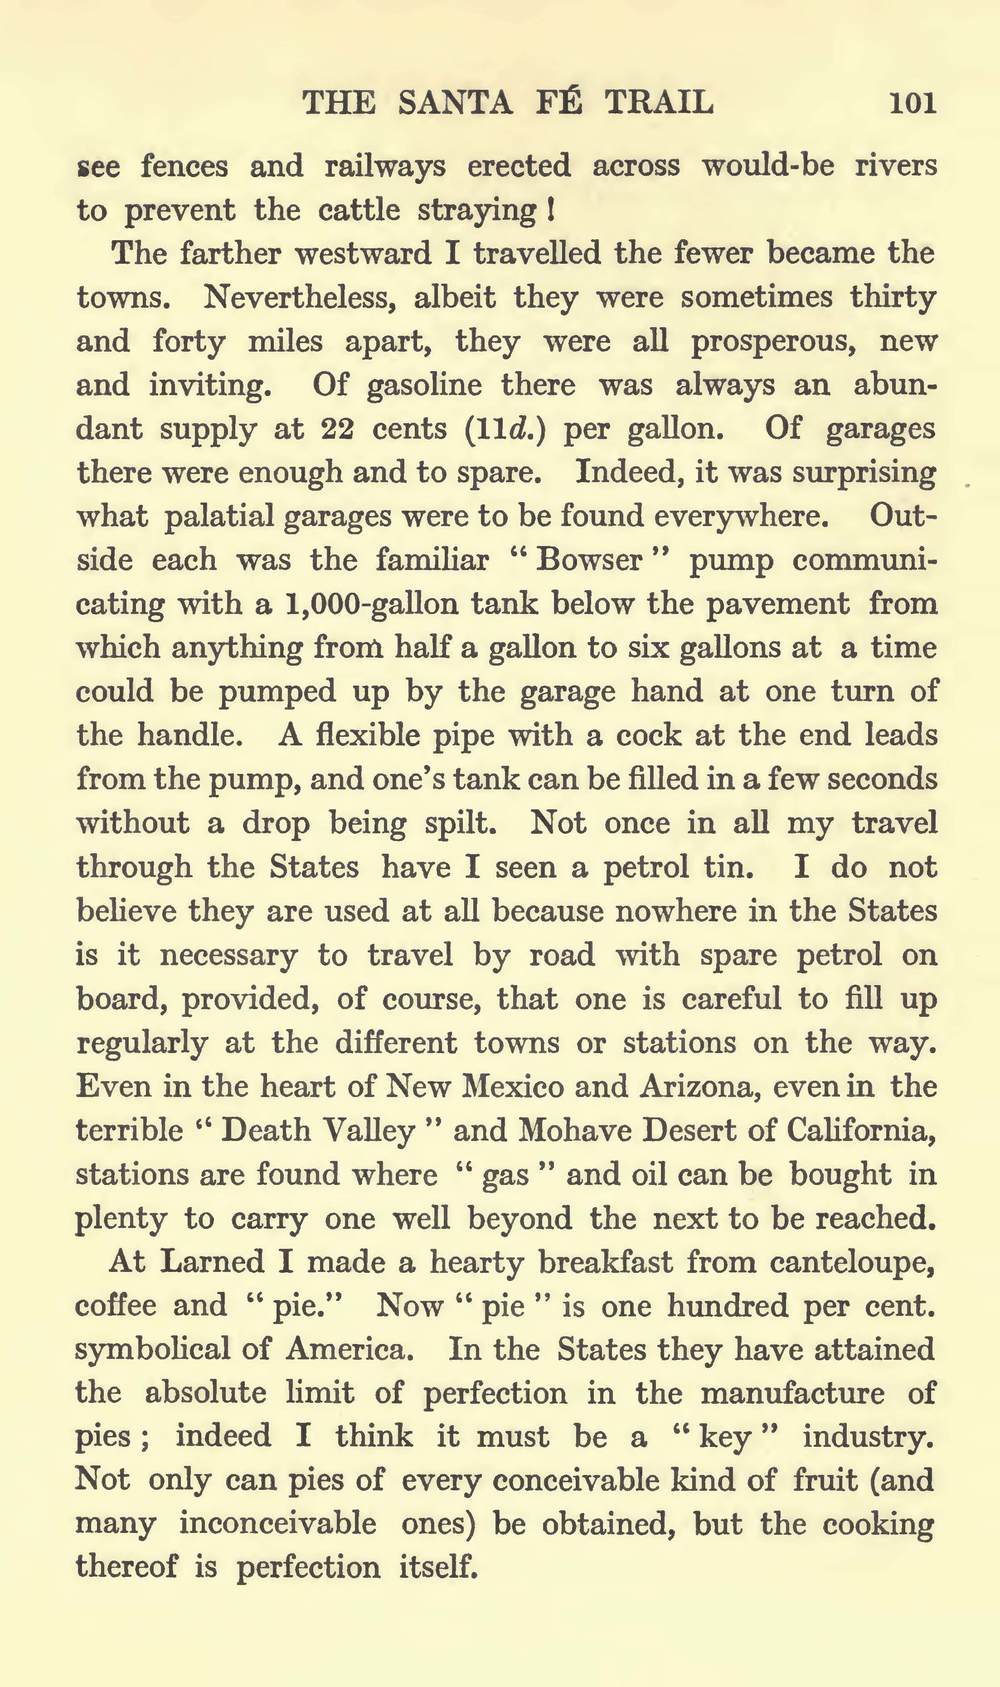 THE SANTA FÉ TRAIL 101
see fences and railways erected across would-be rivers
to prevent the cattle straying !
The farther westward I travelled the fewer became the
towns. Nevertheless, albeit they were sometimes thirty
and forty miles apart, they were all prosperous, new
and inviting. Of gasoline there was always an abun-
dant supply at 22 cents (11d.) per gallon. Of garages
there were enough and to spare. Indeed, it was surprising
what palatial garages were to be found everywhere. Out-
side each was the familiar “ Bowser ” pump communi-
cating with a 1,000-gallon tank below the pavement from
which anything from half a gallon to six gallons at a time
could be pumped up by the garage hand at one turn of
the handle. A flexible pipe with a cock at the end leads
from the pump, and one’s tank can be filled in a few seconds
without a drop being spilt. Not once in all my travel
through the States have I seen a petrol tin. I do not
believe they are used at all because nowhere in the States
is it necessary to travel by road with spare petrol on
board, provided, of course, that one is careful to fill up
regularly at the different towns or stations on the way.
Even in the heart of New Mexico and Arizona, even in the
terrible “ Death Valley ” and Mohave Desert of California,
stations are found where “ gas ” and oil can be bought in
plenty to carry one well beyond the next to be reached.
At Larned I made a hearty breakfast from canteloupe,
coffee and “ pie.” Now “ pie ” is one hundred per cent.
symbolical of America. In the States they have attained
the absolute limit of perfection in the manufacture of
pies ; indeed I think it must be a “ key ” industry.
Not only can pies of every conceivable kind of fruit (and
many inconceivable ones) be obtained, but the cooking
thereof is perfection itself.